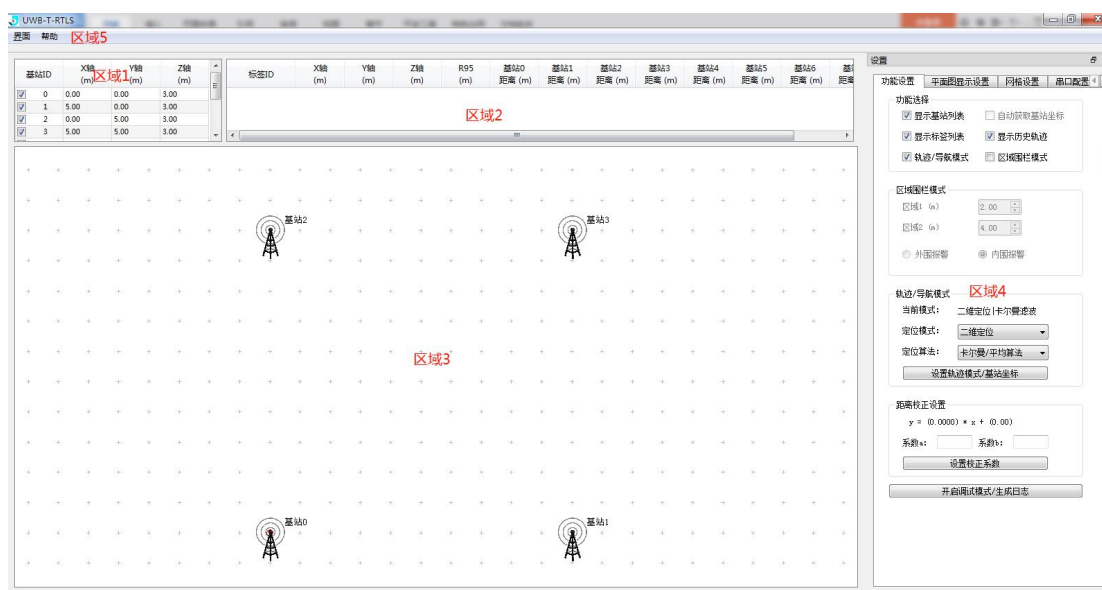 UWB-T-RTLS
界面 帮助 区域5
基站ID X轴(m) Y轴(m) Z轴(m)
区域1
0 0.00 0.00 3.00
1 5.00 0.00 3.00
2 0.00 5.00 3.00
3 5.00 5.00 3.00
标签ID X轴(m) Y轴(m) Z轴(m) R95(m) 基站0距离(m) 基站1距离(m) 基站2距离(m) 基站3距离(m) 基站4距离(m) 基站5距离(m) 基站6距离(m)
区域2
基站2 基站3
区域3
基站0 基站1
设置
功能设置 平面图显示设置 网格设置 串口配置
功能选择
显示基站列表 自动获取基站坐标
显示标签列表 显示历史轨迹
轨迹/导航模式 区域围栏模式
区域围栏模式
区域1 (m) 2.00
区域2 (m) 4.00
外围报警 内围报警
轨迹/导航模式 区域4
当前模式: 二维定位|卡尔曼滤波
定位模式: 二维定位
定位算法: 卡尔曼/平均算法
设置轨迹模式/基站坐标
距离校正设置
y = (0.0000) * x + (0.00)
系数a: 系数b:
设置校正系数
开启调试模式/生成日志